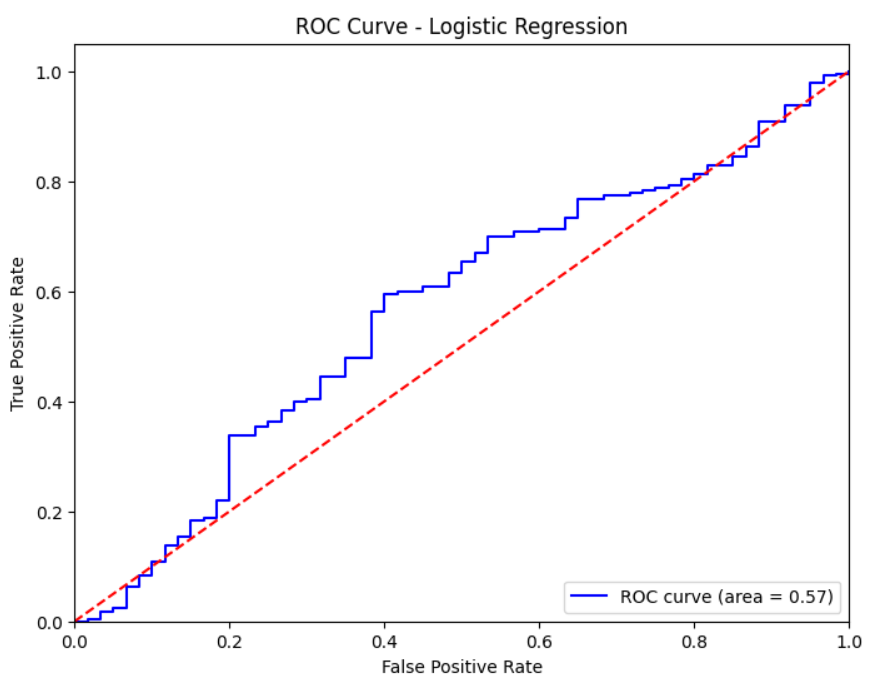 ROC Curve - Logistic Regression
True Positive Rate
1.0
0.8
0.6
0.4
0.2
0.0
ROC curve (area = 0.57)
0.0 0.2 0.4 0.6 0.8 1.0
False Positive Rate